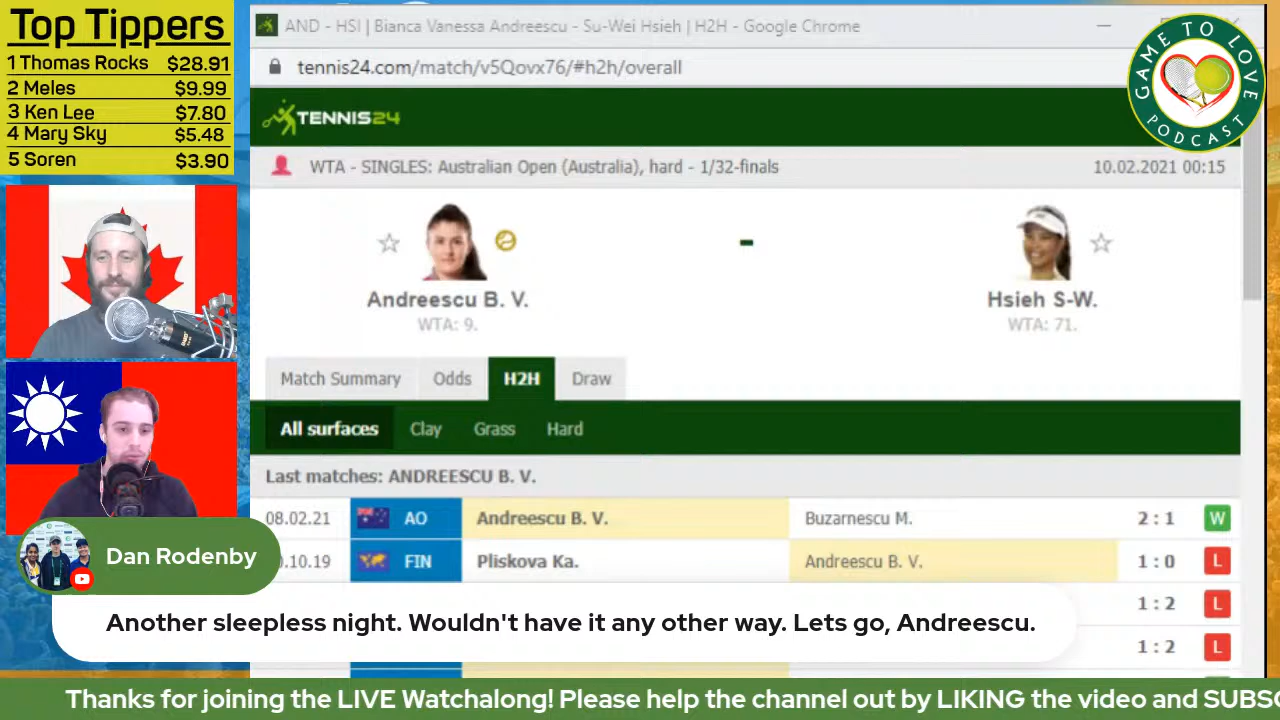 Top Tippers
1 Thomas Rocks $28.91
2 Meles $9.99
3 Ken Lee $7.80
4 Mary Sky $5.48
5 Soren $3.90
AND - HSI | Bianca Vanessa Andreescu - Su-Wei Hsieh | H2H - Google Chrome
tennis24.com/match/v5Qovx76/#h2h/overall
GAME TO LOVE
PODCAST
TENNIS24
WTA - SINGLES: Australian Open (Australia), hard - 1/32-finals 10.02.2021 00:15
-
Andreescu B. V. Hsieh S-W.
WTA: 9. WTA: 71.
Match Summary Odds H2H Draw
All surfaces Clay Grass Hard
Last matches: ANDREESCU B. V.
08.02.21 AO Andreescu B. V. Buzarnescu M. 2 : 1 W
.10.19 FIN Pliskova Ka. Andreescu B. V. 1 : 0 L
1 : 2 L
1 : 2 L
Dan Rodenby
Another sleepless night. Wouldn't have it any other way. Lets go, Andreescu.
Thanks for joining the LIVE Watchalong! Please help the channel out by LIKING the video and SUBSC